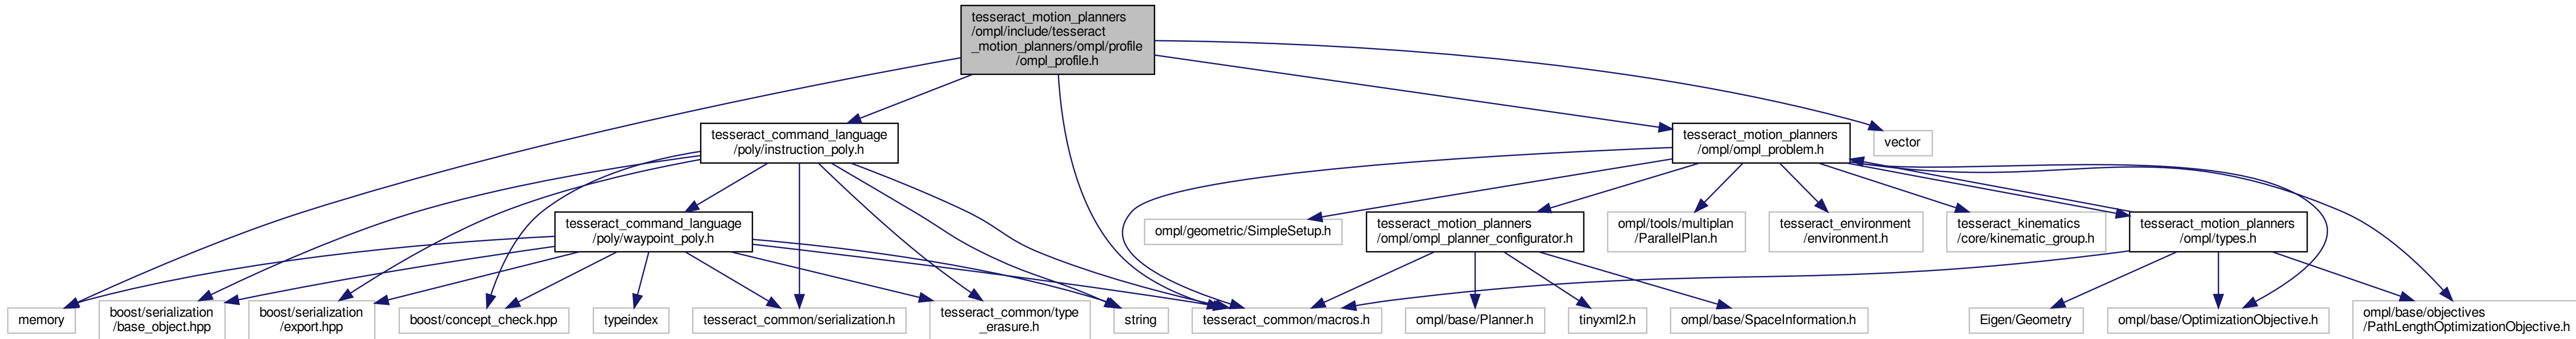 tesseract_motion_planners
/ompl/include/tesseract
_motion_planners/ompl/profile
/ompl_profile.h
tesseract_command_language
/poly/instruction_poly.h
tesseract_motion_planners
/ompl/ompl_problem.h
vector
tesseract_command_language
/poly/waypoint_poly.h
ompl/geometric/SimpleSetup.h
tesseract_motion_planners
/ompl/ompl_planner_configurator.h
ompl/tools/multiplan
/ParallelPlan.h
tesseract_environment
/environment.h
tesseract_kinematics
/core/kinematic_group.h
tesseract_motion_planners
/ompl/types.h
memory
boost/serialization
/base_object.hpp
boost/serialization
/export.hpp
boost/concept_check.hpp
typeindex
tesseract_common/serialization.h
tesseract_common/type
_erasure.h
string
tesseract_common/macros.h
ompl/base/Planner.h
tinyxml2.h
ompl/base/SpaceInformation.h
Eigen/Geometry
ompl/base/OptimizationObjective.h
ompl/base/objectives
/PathLengthOptimizationObjective.h